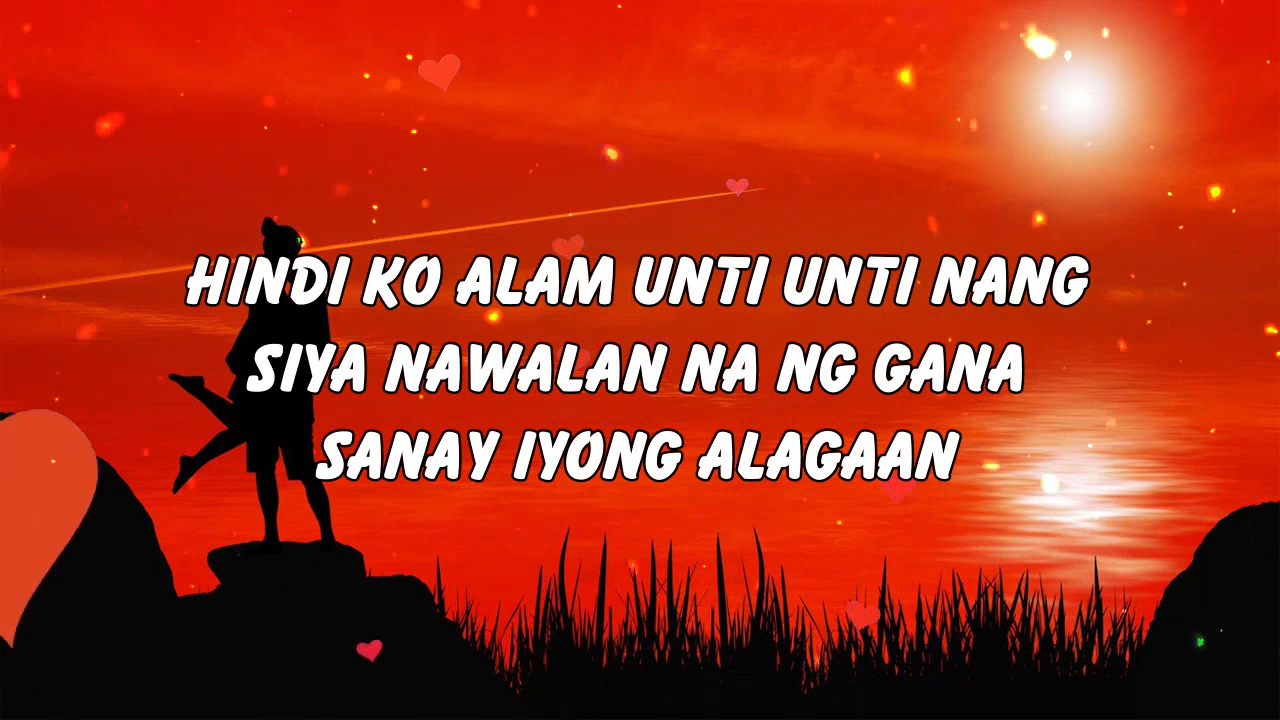 HINDI KO ALAM UNTI UNTI NANG
SIYA NAWALAN NA NG GANA
SANAY IYONG ALAGAAN